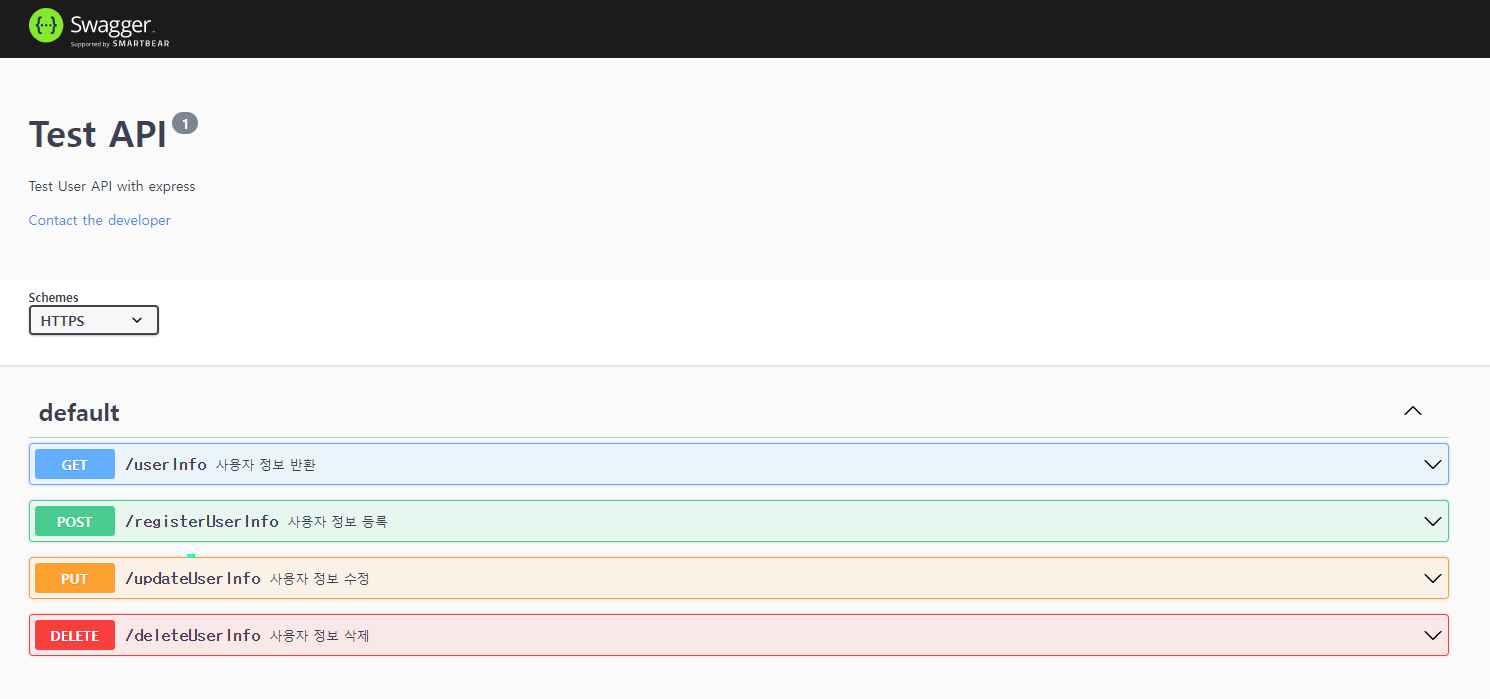 Swagger
Supported by SMARTBEAR
Test API 1
Test User API with express
Contact the developer
Schemes
HTTPS
default
GET /userInfo 사용자 정보 반환
POST /registerUserInfo 사용자 정보 등록
PUT /updateUserInfo 사용자 정보 수정
DELETE /deleteUserInfo 사용자 정보 삭제